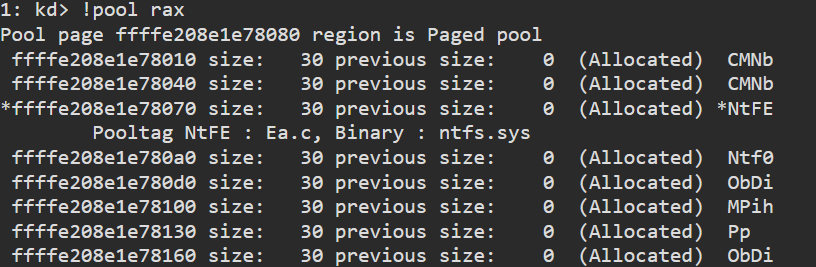 1: kd> !pool rax
Pool page ffffe208e1e78080 region is Paged pool
 ffffe208e1e78010 size:   30 previous size:    0  (Allocated)  CMNb
 ffffe208e1e78040 size:   30 previous size:    0  (Allocated)  CMNb
*ffffe208e1e78070 size:   30 previous size:    0  (Allocated) *NtFE
        Pooltag NtFE : Ea.c, Binary : ntfs.sys
 ffffe208e1e780a0 size:   30 previous size:    0  (Allocated)  Ntf0
 ffffe208e1e780d0 size:   30 previous size:    0  (Allocated)  ObDi
 ffffe208e1e78100 size:   30 previous size:    0  (Allocated)  MPih
 ffffe208e1e78130 size:   30 previous size:    0  (Allocated)  Pp
 ffffe208e1e78160 size:   30 previous size:    0  (Allocated)  ObDi